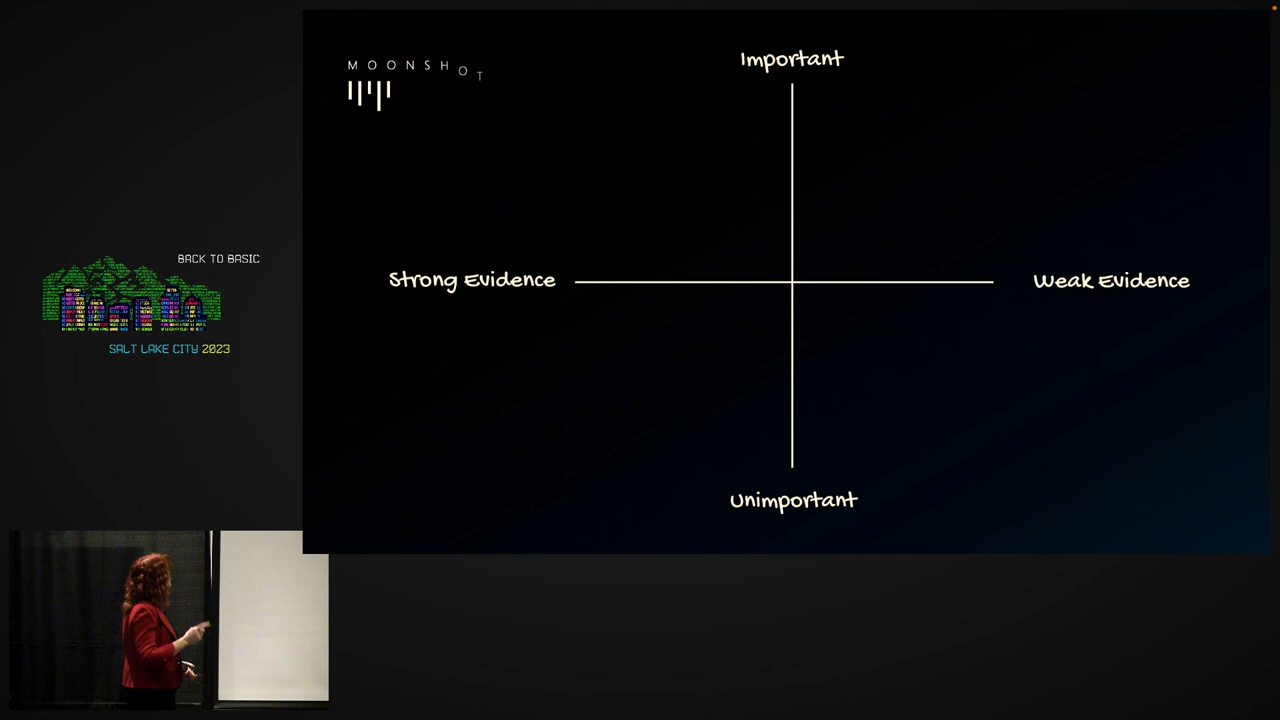 MOONSHOT
Important
BACK TO BASIC
Strong Evidence
Weak Evidence
SALT LAKE CITY 2023
Unimportant